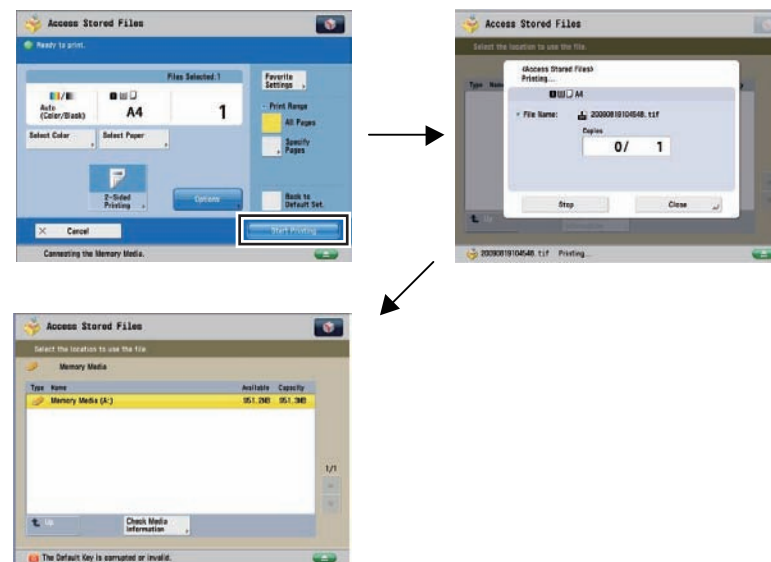 Access Stored Files
Ready to print.
Files Selected:1
Auto
(Color/Black)
A4
1
Select Color
Select Paper
2-Sided
Printing
Options
Favorite
Settings
Print Range
All Pages
Specify
Pages
Back to
Default Set.
Cancel
Start Printing
Connecting the Memory Media.
Access Stored Files
Select the location to use the file.
Type
<Access Stored Files>
Printing...
A4
File Name: 20090819104548.tif
Copies
0/ 1
Stop
Close
Up
20090819104548.tif Printing...
Access Stored Files
Select the location to use the file
Memory Media
Type Name Available Capacity
Memory Media (A:) 951.2MB 951.3MB
1/1
Up
Check Media
Information
The Default Key is corrupted or invalid.